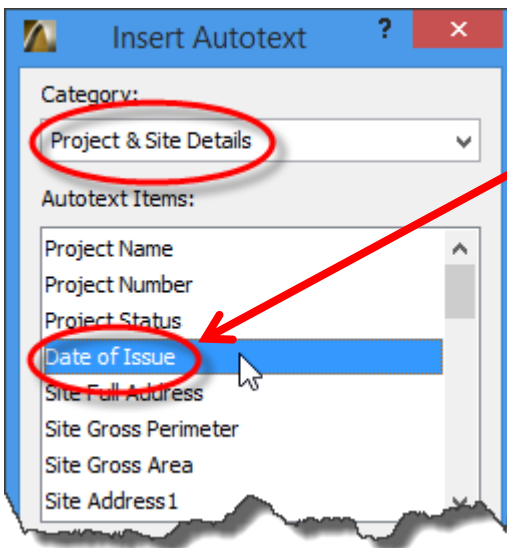 Insert Autotext ?
Category:
Project & Site Details
Autotext Items:
Project Name
Project Number
Project Status
Date of Issue
Site Full Address
Site Gross Perimeter
Site Gross Area
Site Address1